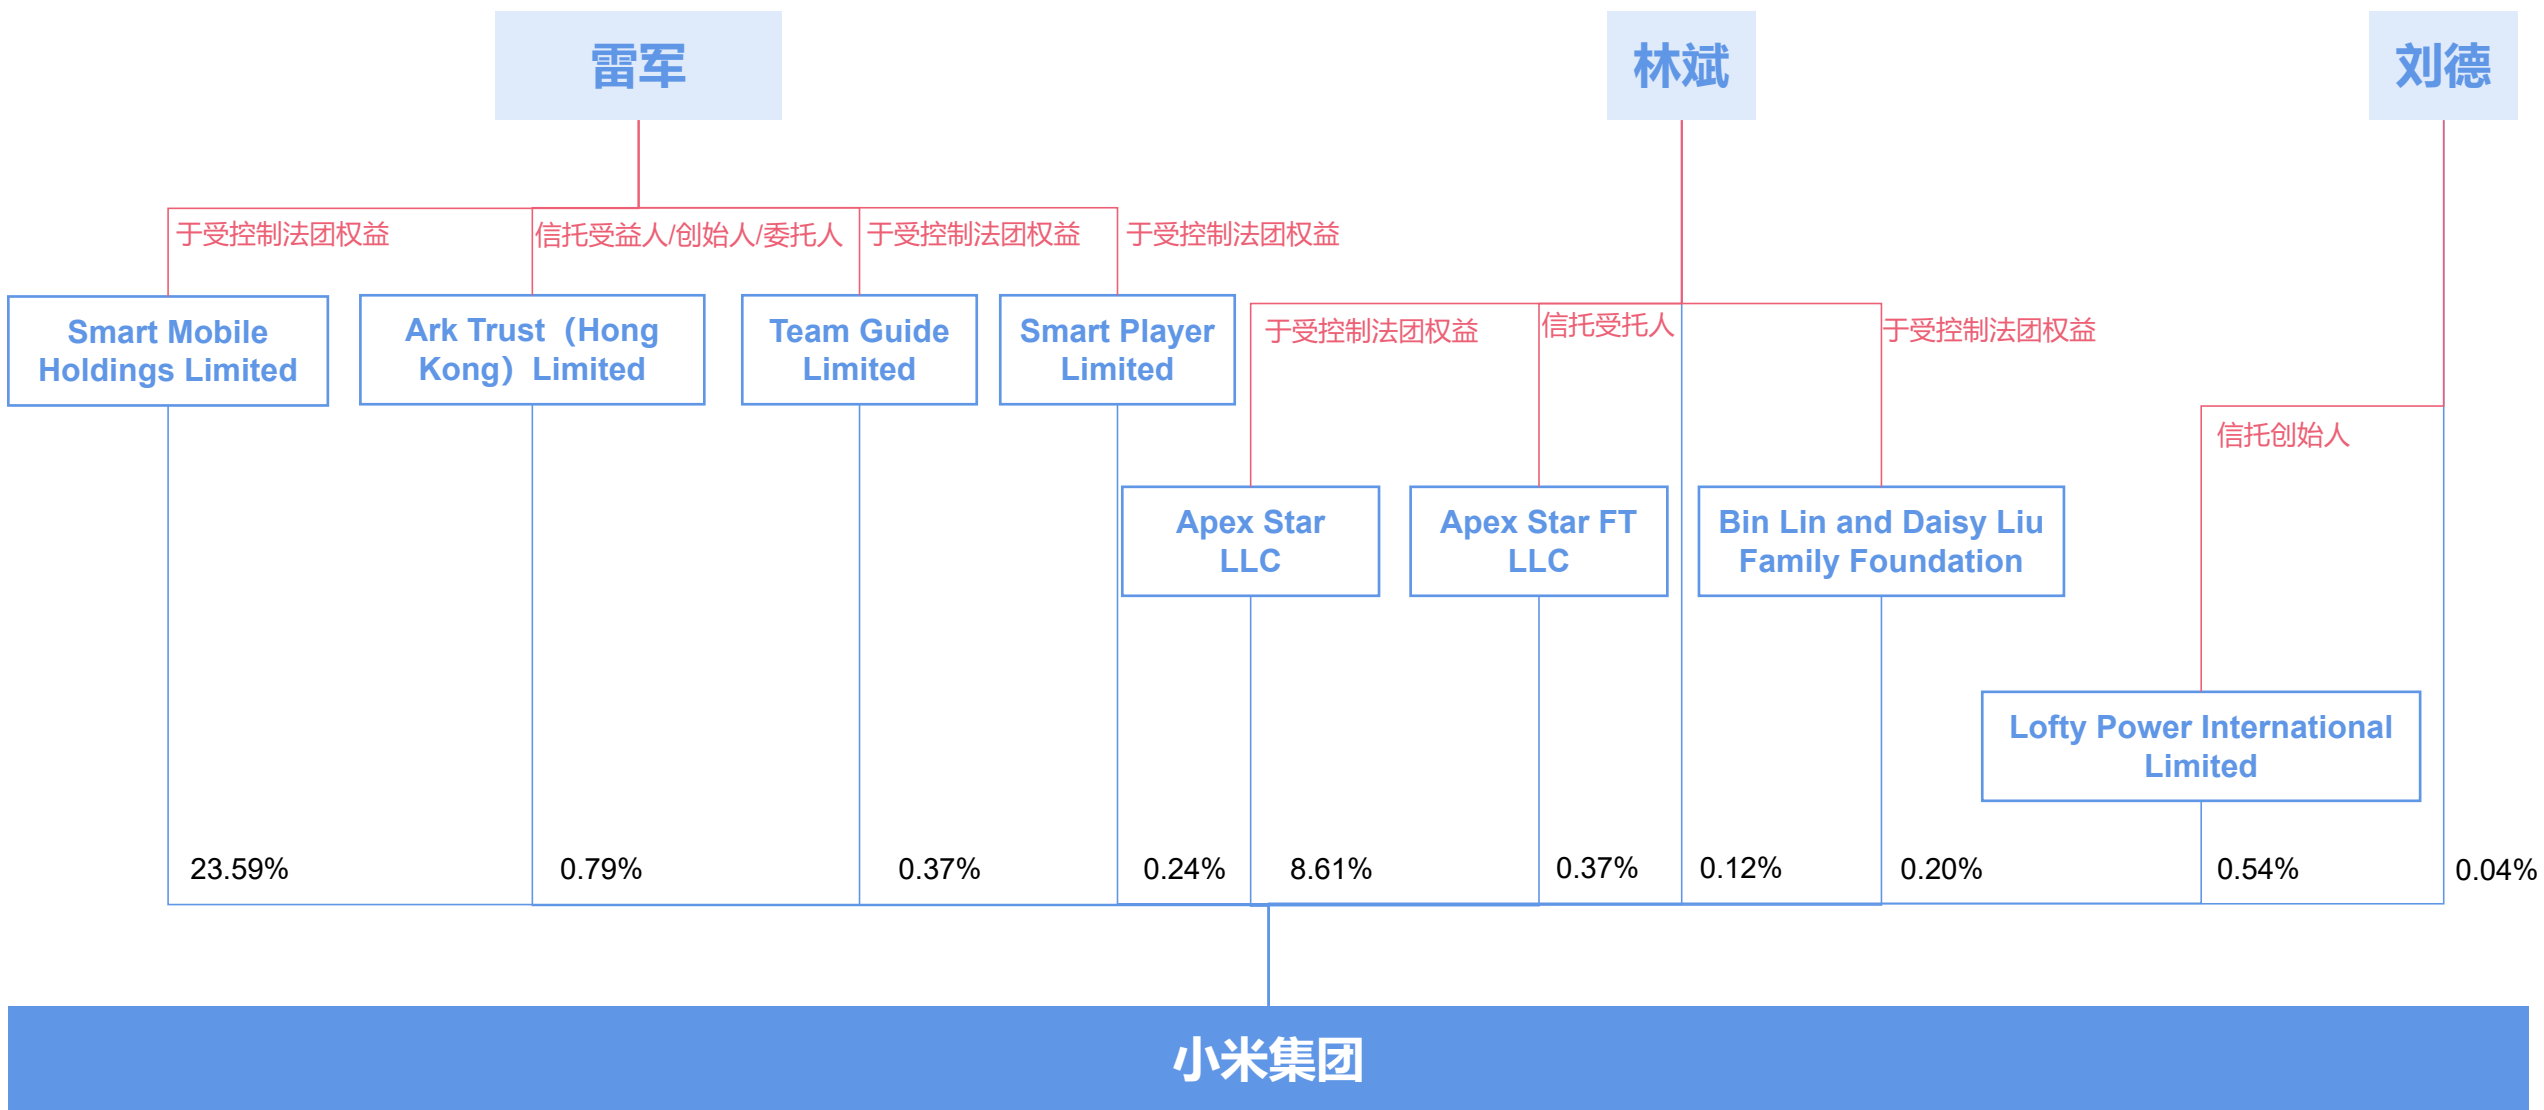 雷军
林斌
刘德
于受控制法团权益
信托受益人/创始人/委托人
于受控制法团权益
于受控制法团权益
Smart Mobile
Holdings Limited
Ark Trust（Hong
Kong）Limited
Team Guide
Limited
Smart Player
Limited
于受控制法团权益
信托受托人
于受控制法团权益
信托创始人
Apex Star
LLC
Apex Star FT
LLC
Bin Lin and Daisy Liu
Family Foundation
Lofty Power International
Limited
23.59%
0.79%
0.37%
0.24%
8.61%
0.37%
0.12%
0.20%
0.54%
0.04%
小米集团